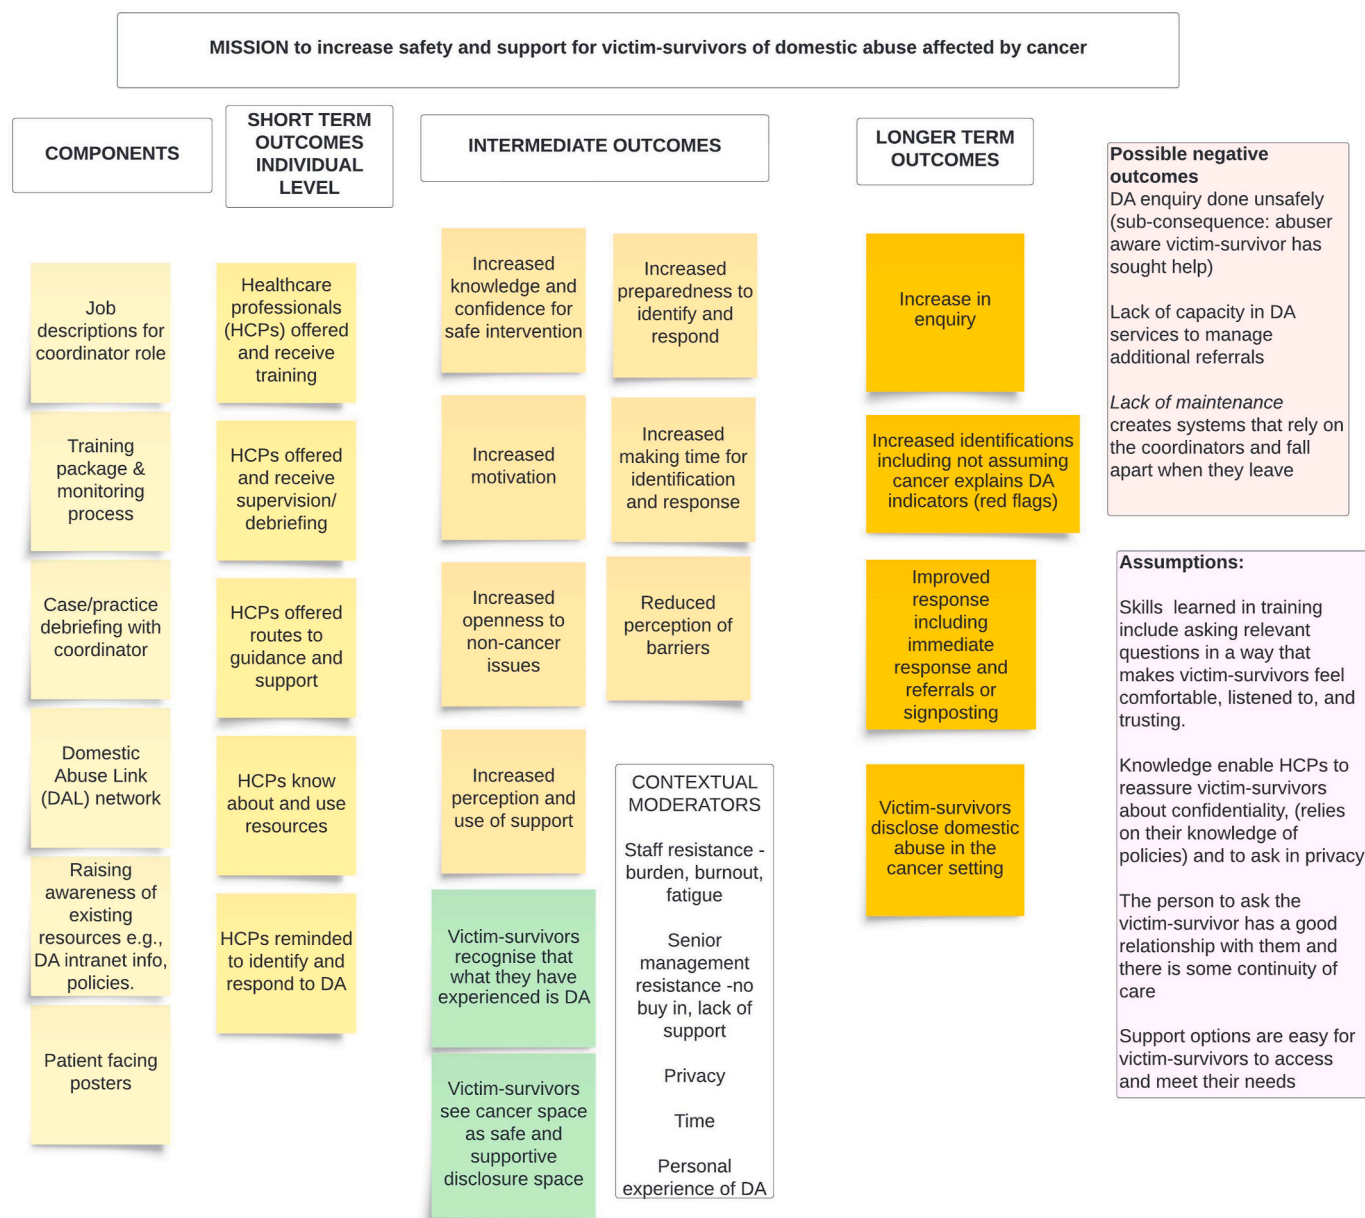 MISSION to increase safety and support for victim-survivors of domestic abuse affected by cancer
COMPONENTS
Job
descriptions for
coordinator role
Training
package &
monitoring
process
Case/practice
debriefing with
coordinator
Domestic
Abuse Link
(DAL) network
Raising
awareness of
existing
resources e.g.,
DA intranet info,
policies.
Patient facing
posters
SHORT TERM
OUTCOMES
INDIVIDUAL
LEVEL
Healthcare
professionals
(HCPs) offered
and receive
training
HCPs offered
and receive
supervision/
debriefing
HCPs offered
routes to
guidance and
support
HCPs know
about and use
resources
HCPs reminded
to identify and
respond to DA
INTERMEDIATE OUTCOMES
Increased
knowledge and
confidence for
safe intervention
Increased
preparedness to
identify and
respond
Increased
motivation
Increased
making time for
identification
and response
Increased
openness to
non-cancer
issues
Reduced
perception of
barriers
Increased
perception and
use of support
Victim-survivors
recognise that
what they have
experienced is DA
Victim-survivors
see cancer space
as safe and
supportive
disclosure space
CONTEXTUAL
MODERATORS
Staff resistance -
burden, burnout,
fatigue
Senior
management
resistance -no
buy in, lack of
support
Privacy
Time
Personal
experience of DA
LONGER TERM
OUTCOMES
Increase in
enquiry
Increased identifications
including not assuming
cancer explains DA
indicators (red flags)
Improved
response
including
immediate
response and
referrals or
signposting
Victim-survivors
disclose domestic
abuse in the
cancer setting
Possible negative
outcomes
DA enquiry done unsafely
(sub-consequence: abuser
aware victim-survivor has
sought help)
Lack of capacity in DA
services to manage
additional referrals
Lack of maintenance
creates systems that rely on
the coordinators and fall
apart when they leave
Assumptions:
Skills learned in training
include asking relevant
questions in a way that
makes victim-survivors feel
comfortable, listened to, and
trusting.
Knowledge enable HCPs to
reassure victim-survivors
about confidentiality, (relies
on their knowledge of
policies) and to ask in privacy
The person to ask the
victim-survivor has a good
relationship with them and
there is some continuity of
care
Support options are easy for
victim-survivors to access
and meet their needs